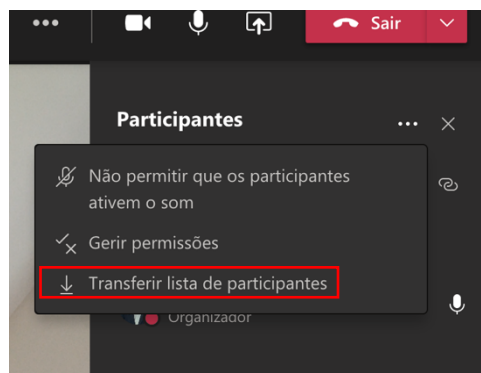 Sair
Participantes
Não permitir que os participantes
ativem o som
Gerir permissões
Transferir lista de participantes
Organizador